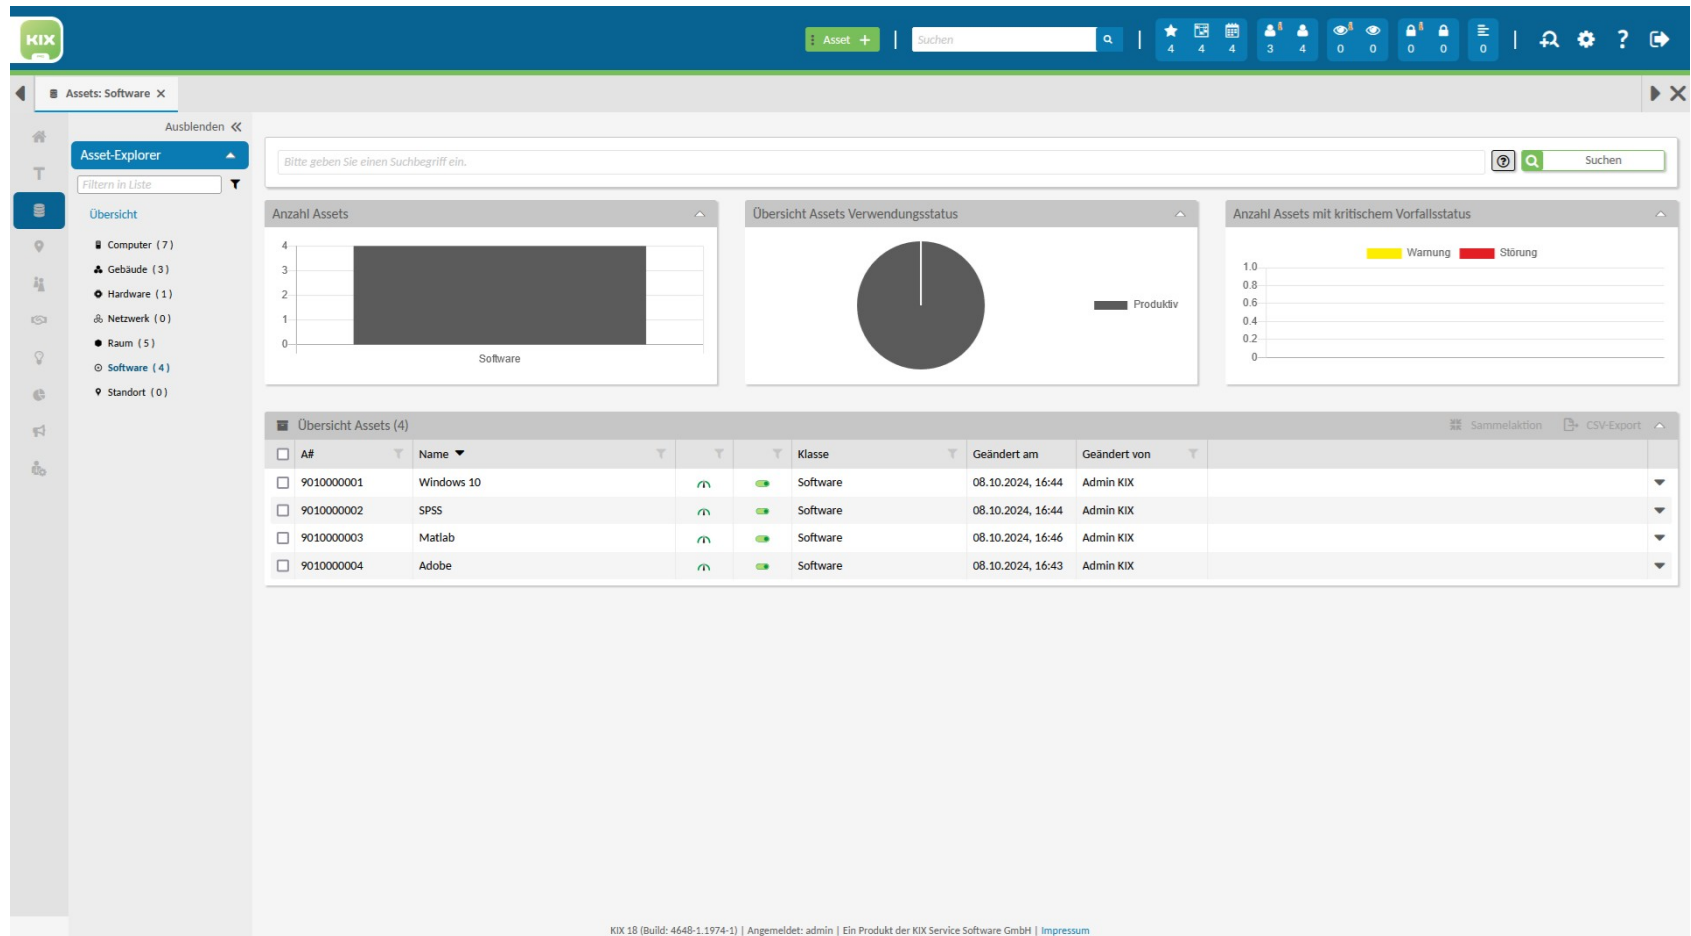 KIX
Asset +
Suchen
4 4 4 3 4 0 0 0 0 0
Assets: Software
Ausblenden
Asset-Explorer
Filtern in Liste
Übersicht
Computer (7)
Gebäude (3)
Hardware (1)
Netzwerk (0)
Raum (5)
Software (4)
Standort (0)
Bitte geben Sie einen Suchbegriff ein.
Suchen
Anzahl Assets
4
3
2
1
0
Software
Übersicht Assets Verwendungsstatus
Produktiv
Anzahl Assets mit kritischem Vorfallsstatus
Warnung Störung
1.0
0.8
0.6
0.4
0.2
0
Übersicht Assets (4) Sammelaktion CSV-Export
A# Name Klasse Geändert am Geändert von
9010000001 Windows 10 Software 08.10.2024, 16:44 Admin KIX
9010000002 SPSS Software 08.10.2024, 16:44 Admin KIX
9010000003 Matlab Software 08.10.2024, 16:46 Admin KIX
9010000004 Adobe Software 08.10.2024, 16:43 Admin KIX
KIX 18 (Build: 4648-1.1974-1) | Angemeldet: admin | Ein Produkt der KIX Service Software GmbH | Impressum